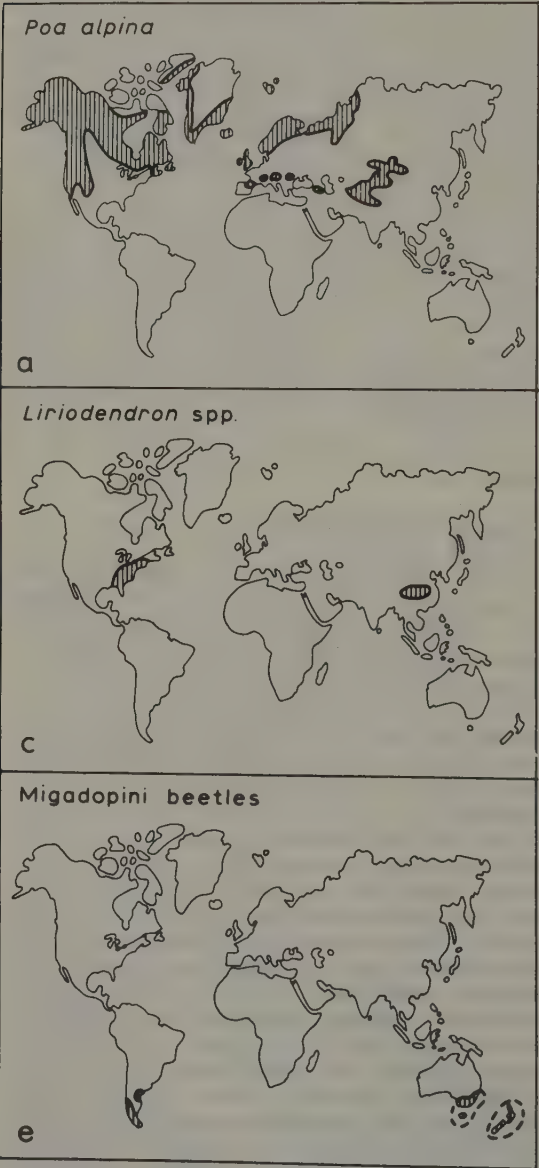 Poa alpina
a
Liriodendron spp.
c
Migadopini beetles
e